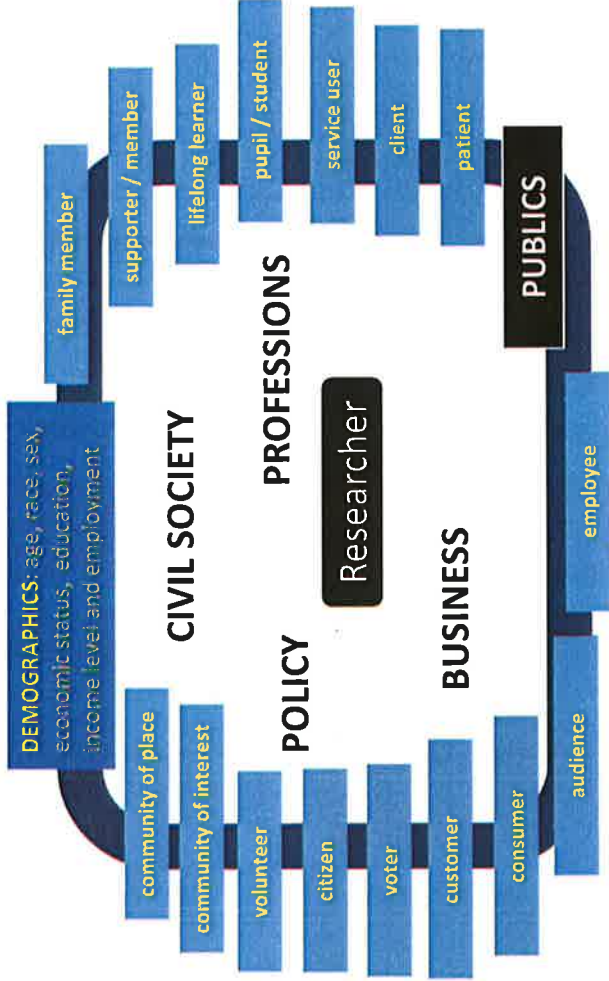 DEMOGRAPHICS: age, race, sex,
economic status, education,
income level and employment
family member
supporter / member
lifelong learner
pupil / student
service user
client
patient
PUBLICS
employee
audience
consumer
customer
voter
citizen
volunteer
community of interest
community of place
CIVIL SOCIETY
PROFESSIONS
POLICY
BUSINESS
Researcher